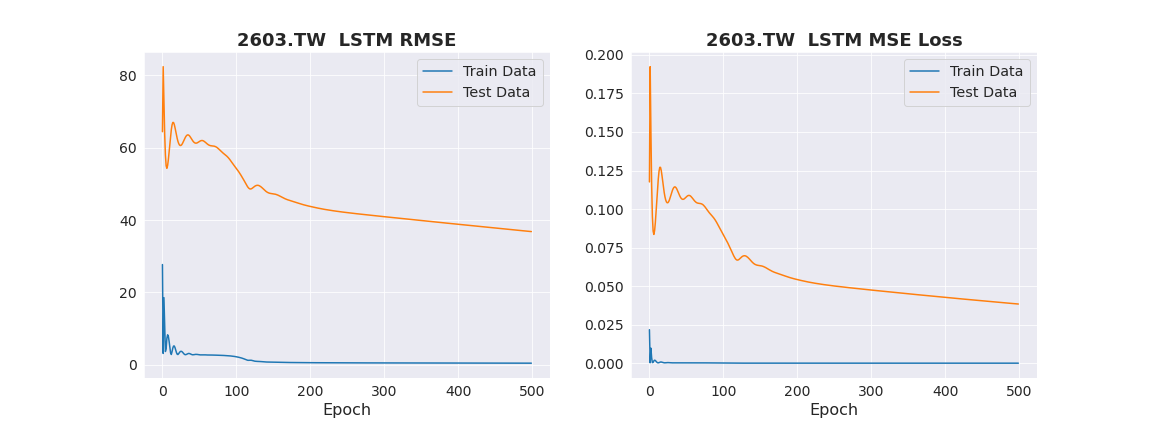 2603.TW  LSTM RMSE
Train Data
Test Data
80
60
40
20
0
0 100 200 300 400 500
Epoch
2603.TW  LSTM MSE Loss
Train Data
Test Data
0.200
0.175
0.150
0.125
0.100
0.075
0.050
0.025
0.000
0 100 200 300 400 500
Epoch